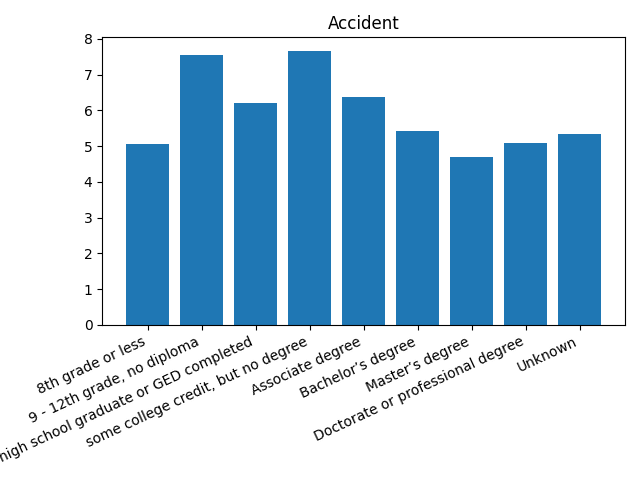 Accident
8
7
6
5
4
3
2
1
0
8th grade or less
9 - 12th grade, no diploma
high school graduate or GED completed
some college credit, but no degree
Associate degree
Bachelor’s degree
Master’s degree
Doctorate or professional degree
Unknown